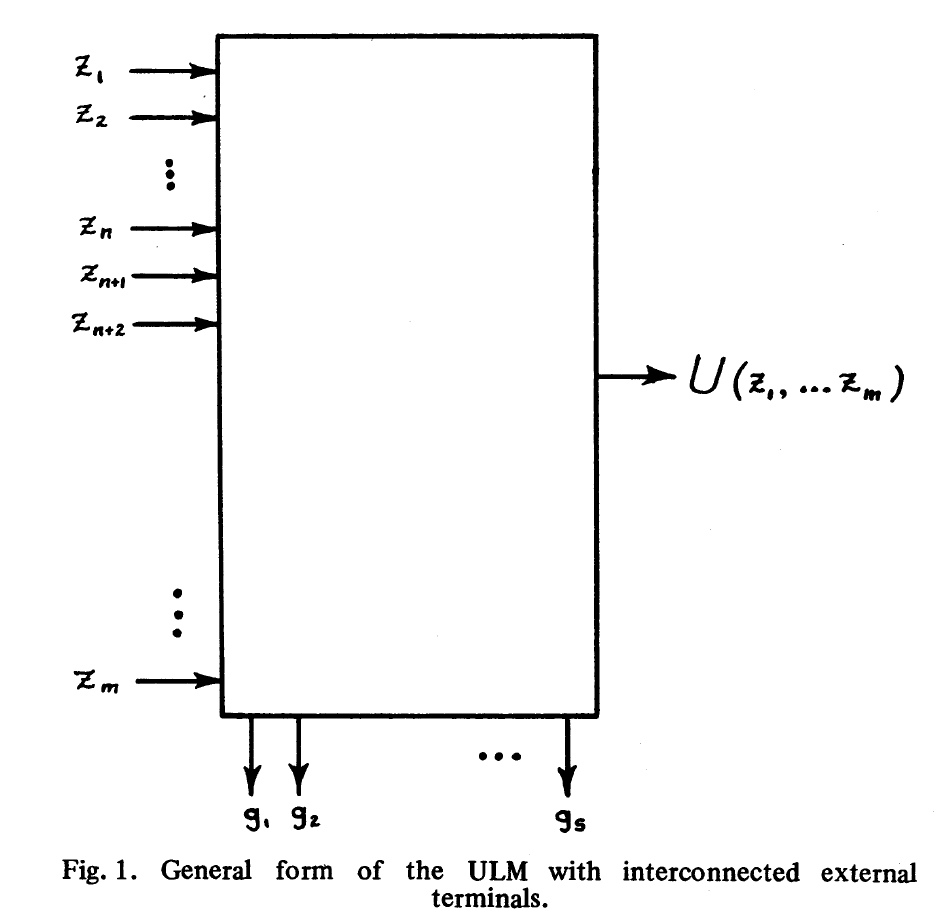 z₁
z₂
⋮
zₙ
zₙ₊₁
zₙ₊₂
U(z₁, ... zₘ)
⋮
zₘ
...
g₁ g₂ gₛ
Fig. 1. General form of the ULM with interconnected external
terminals.